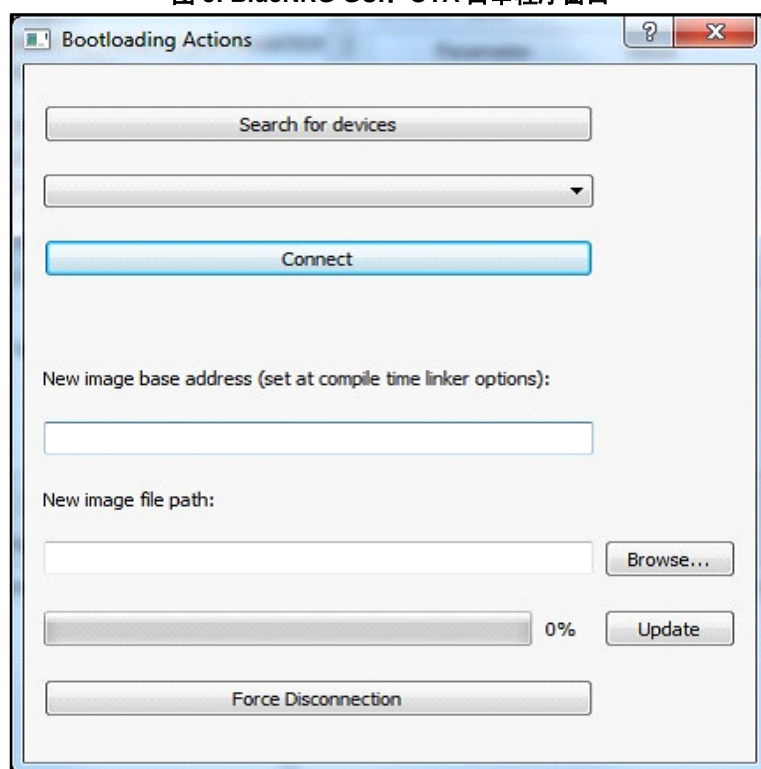 Bootloading Actions
Search for devices
Connect
New image base address (set at compile time linker options):
New image file path:
Browse...
0%
Update
Force Disconnection